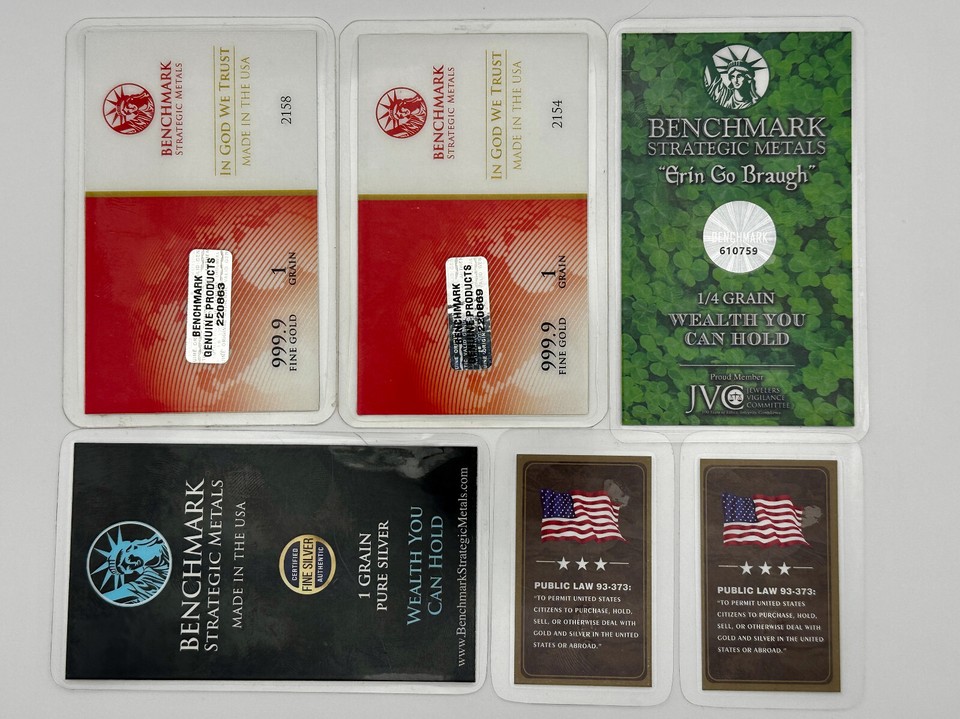 BENCHMARK
STRATEGIC METALS
IN GOD WE TRUST
MADE IN THE USA
2158
BENCHMARK
GENUINE PRODUCTS
220863
999.9
FINE GOLD
1
GRAIN
BENCHMARK
STRATEGIC METALS
IN GOD WE TRUST
MADE IN THE USA
2154
BENCHMARK
GENUINE PRODUCTS
220869
999.9
FINE GOLD
1
GRAIN
BENCHMARK
STRATEGIC METALS
"Erin Go Braugh"
BENCHMARK
610759
1/4 GRAIN
WEALTH YOU
CAN HOLD
Proud Member
JVC
JEWELERS
VIGILANCE
COMMITTEE
BENCHMARK
STRATEGIC METALS
MADE IN THE USA
CERTIFIED
FINE SILVER
AUTHENTIC
1 GRAIN
PURE SILVER
WEALTH YOU
CAN HOLD
www.BenchmarkStrategicMetals.com
PUBLIC LAW 93-373:
"TO PERMIT UNITED STATES
CITIZENS TO PURCHASE, HOLD,
SELL, OR OTHERWISE DEAL WITH
GOLD AND SILVER IN THE UNITED
STATES OR ABROAD."
PUBLIC LAW 93-373:
"TO PERMIT UNITED STATES
CITIZENS TO PURCHASE, HOLD,
SELL, OR OTHERWISE DEAL WITH
GOLD AND SILVER IN THE UNITED
STATES OR ABROAD."